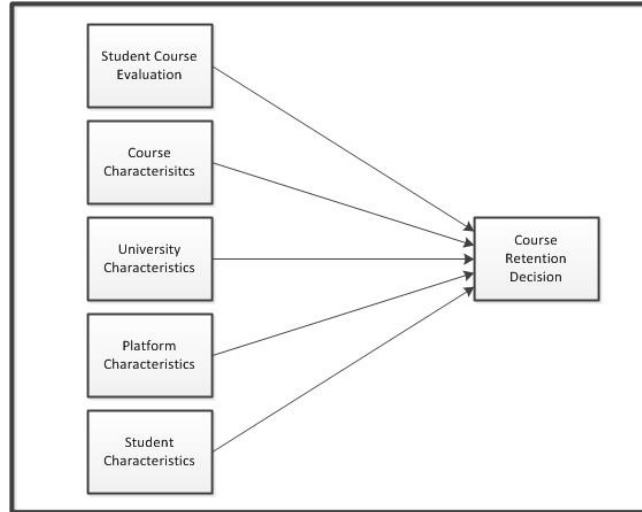 Student Course
Evaluation
Course
Characterisitcs
University
Characteristics
Platform
Characteristics
Student
Characteristics
Course
Retention
Decision